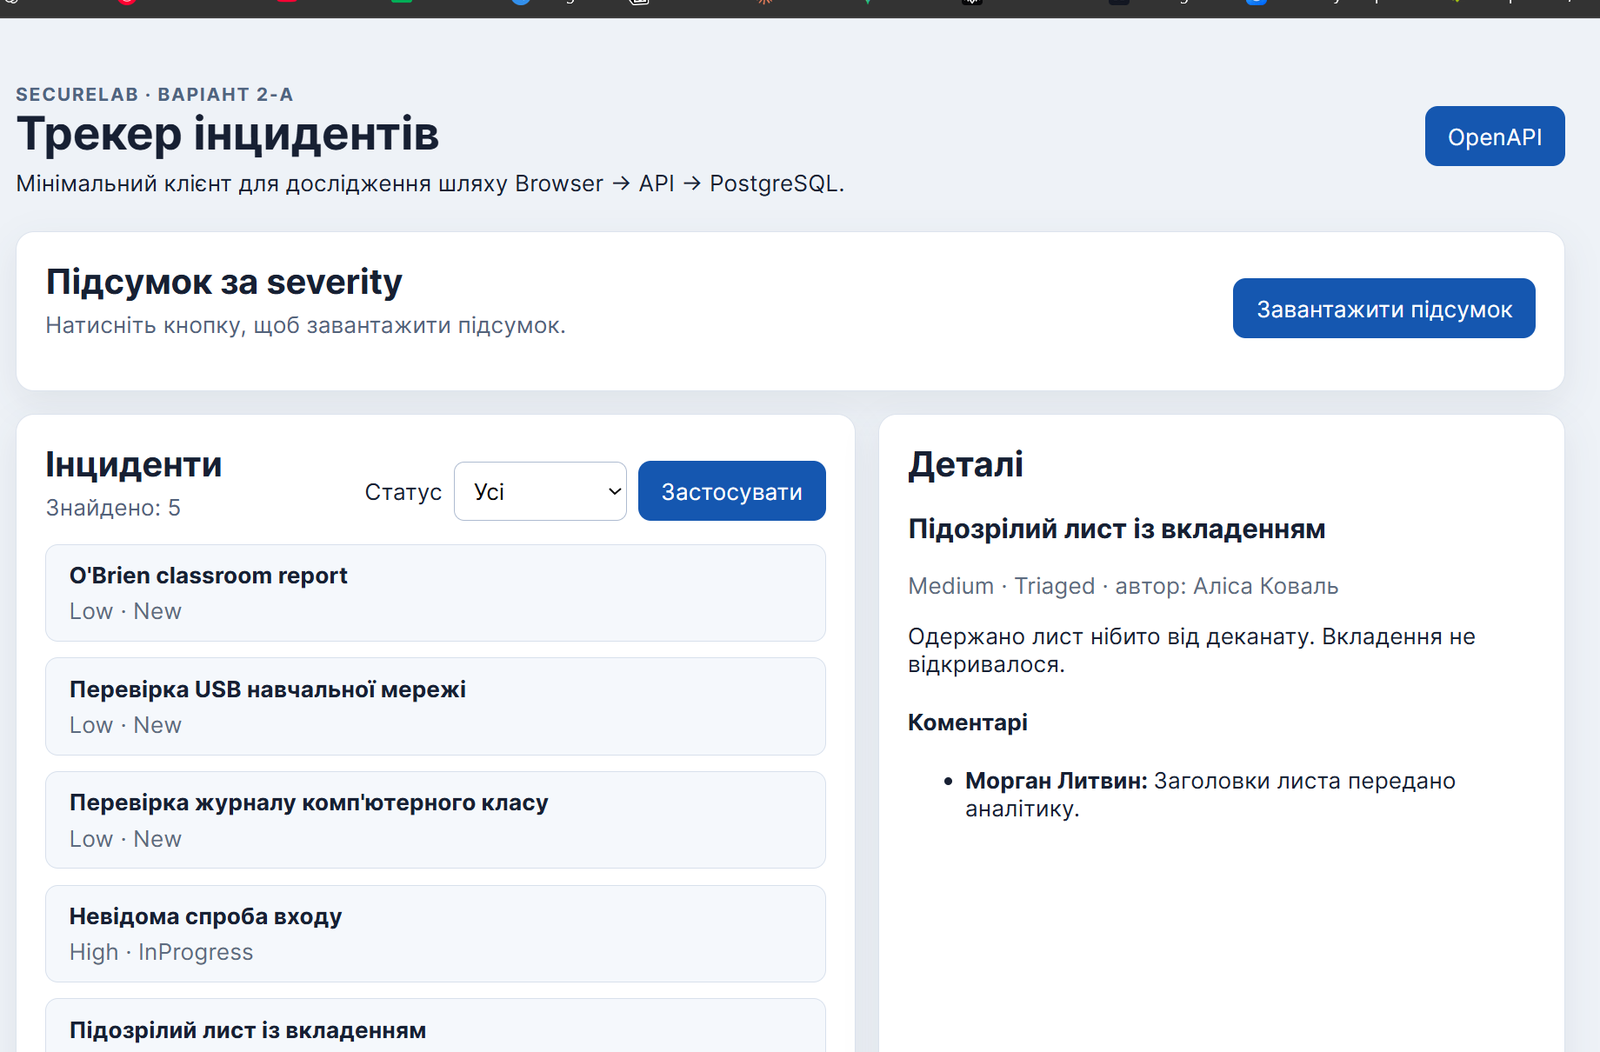 SECURELAB · ВАРІАНТ 2-А
Трекер інцидентів
Мінімальний клієнт для дослідження шляху Browser → API → PostgreSQL.
OpenAPI
Підсумок за severity
Натисніть кнопку, щоб завантажити підсумок.
Завантажити підсумок
Інциденти
Знайдено: 5
Статус
Усі
Застосувати
O'Brien classroom report
Low · New
Перевірка USB навчальної мережі
Low · New
Перевірка журналу комп'ютерного класу
Low · New
Невідома спроба входу
High · InProgress
Підозрілий лист із вкладенням
Деталі
Підозрілий лист із вкладенням
Medium · Triaged · автор: Аліса Коваль
Одержано лист нібито від деканату. Вкладення не
відкривалося.
Коментарі
Морган Литвин: Заголовки листа передано
аналітику.